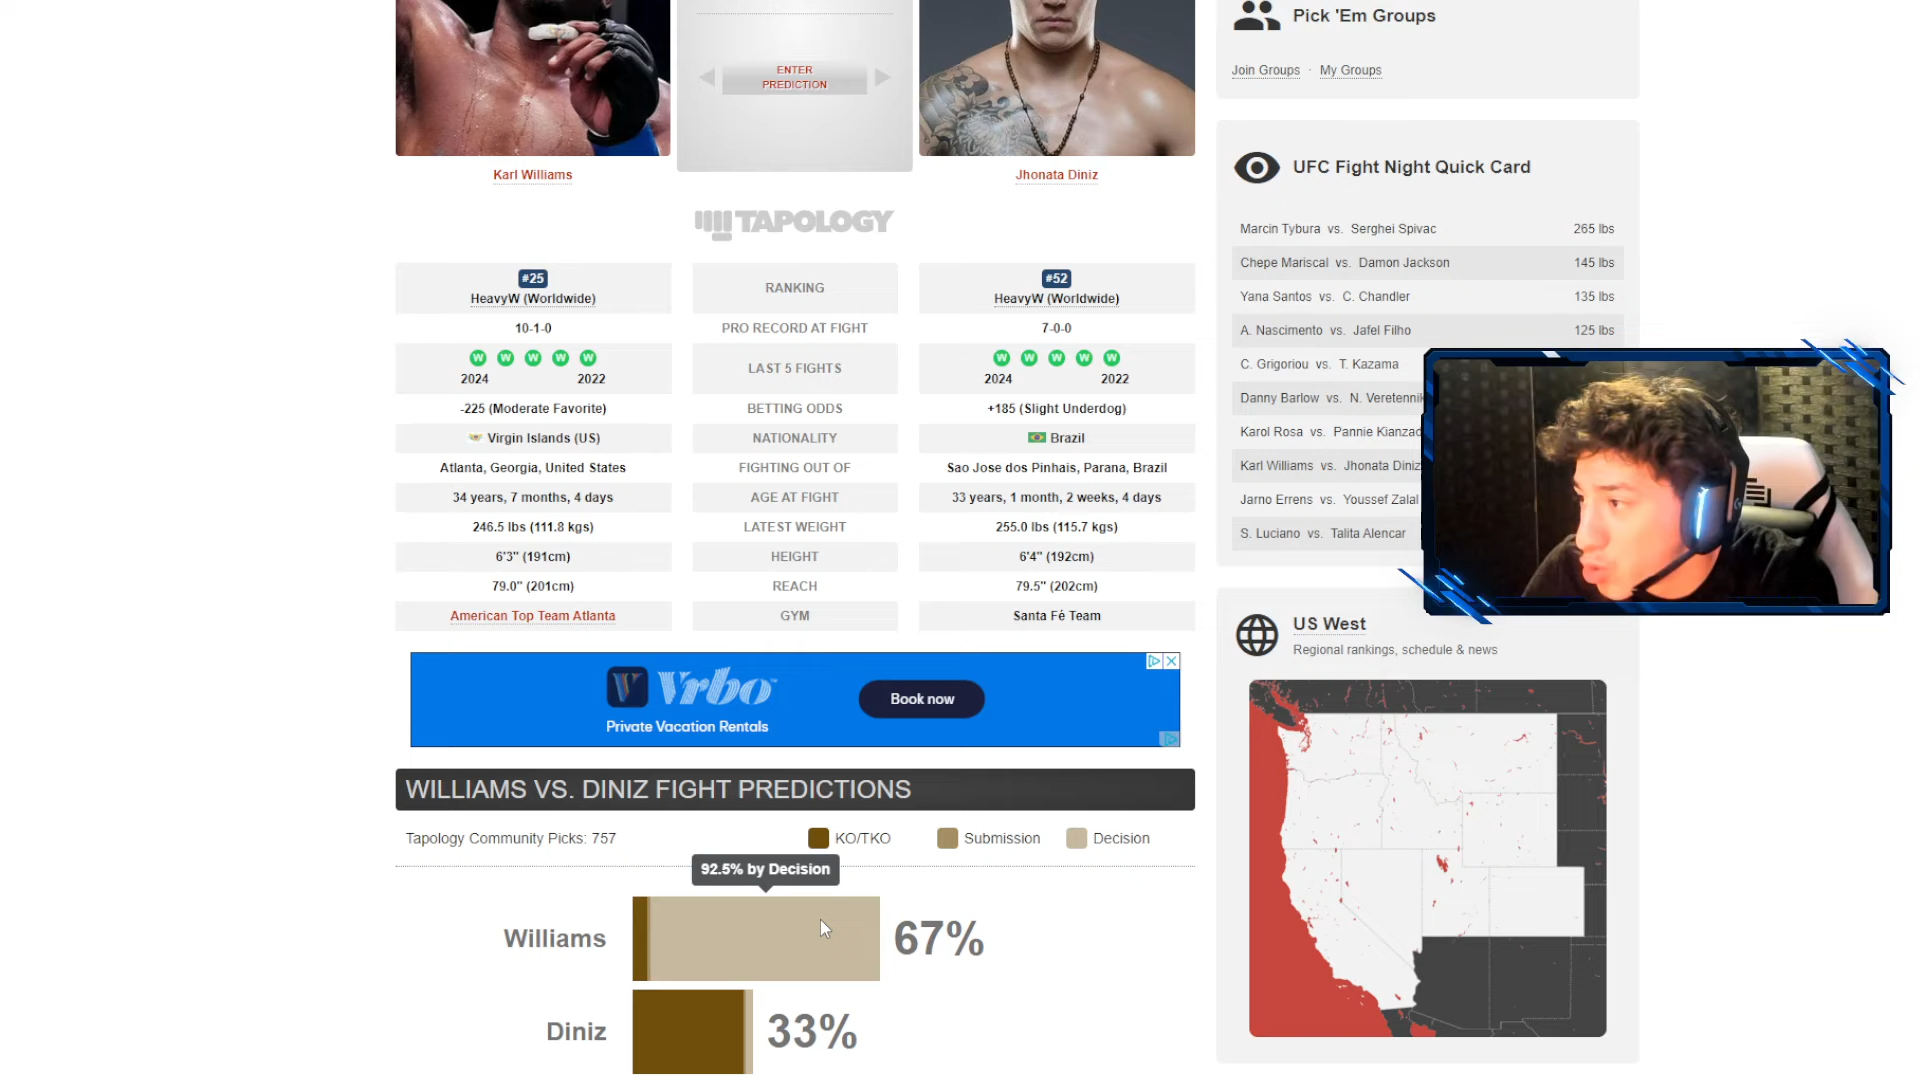 Pick 'Em Groups
Join Groups · My Groups
ENTER
PREDICTION
Karl Williams
Jhonata Diniz
TAPOLOGY
#25
HeavyW (Worldwide)
RANKING
#52
HeavyW (Worldwide)
10-1-0
PRO RECORD AT FIGHT
7-0-0
W W W W W
2024 2022
LAST 5 FIGHTS
W W W W W
2024 2022
-225 (Moderate Favorite)
BETTING ODDS
+185 (Slight Underdog)
Virgin Islands (US)
NATIONALITY
Brazil
Atlanta, Georgia, United States
FIGHTING OUT OF
Sao Jose dos Pinhais, Parana, Brazil
34 years, 7 months, 4 days
AGE AT FIGHT
33 years, 1 month, 2 weeks, 4 days
246.5 lbs (111.8 kgs)
LATEST WEIGHT
255.0 lbs (115.7 kgs)
6'3" (191cm)
HEIGHT
6'4" (192cm)
79.0" (201cm)
REACH
79.5" (202cm)
American Top Team Atlanta
GYM
Santa Fé Team
Vrbo
Private Vacation Rentals
Book now
WILLIAMS VS. DINIZ FIGHT PREDICTIONS
Tapology Community Picks: 757
KO/TKO
Submission
Decision
92.5% by Decision
Williams
67%
Diniz
33%
UFC Fight Night Quick Card
Marcin Tybura vs. Serghei Spivac 265 lbs
Chepe Mariscal vs. Damon Jackson 145 lbs
Yana Santos vs. C. Chandler 135 lbs
A. Nascimento vs. Jafel Filho 125 lbs
C. Grigoriou vs. T. Kazama
Danny Barlow vs. N. Veretennik
Karol Rosa vs. Pannie Kianzad
Karl Williams vs. Jhonata Diniz
Jarno Errens vs. Youssef Zalal
S. Luciano vs. Talita Alencar
US West
Regional rankings, schedule & news